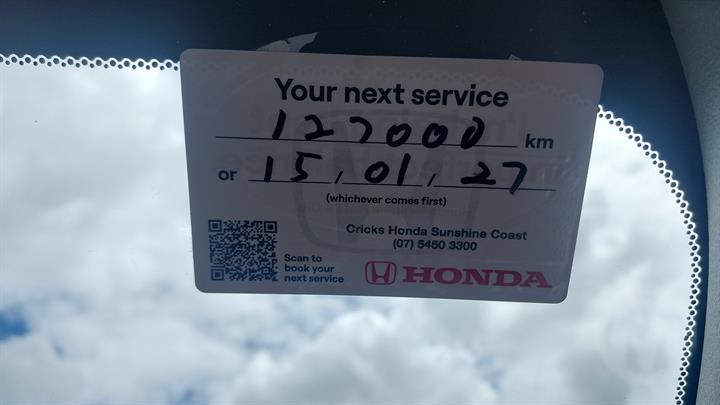 Your next service
127000 km
or 15, 01, 27
(whichever comes first)
Cricks Honda Sunshine Coast
(07) 5450 3300
Scan to
book your
next service
HONDA